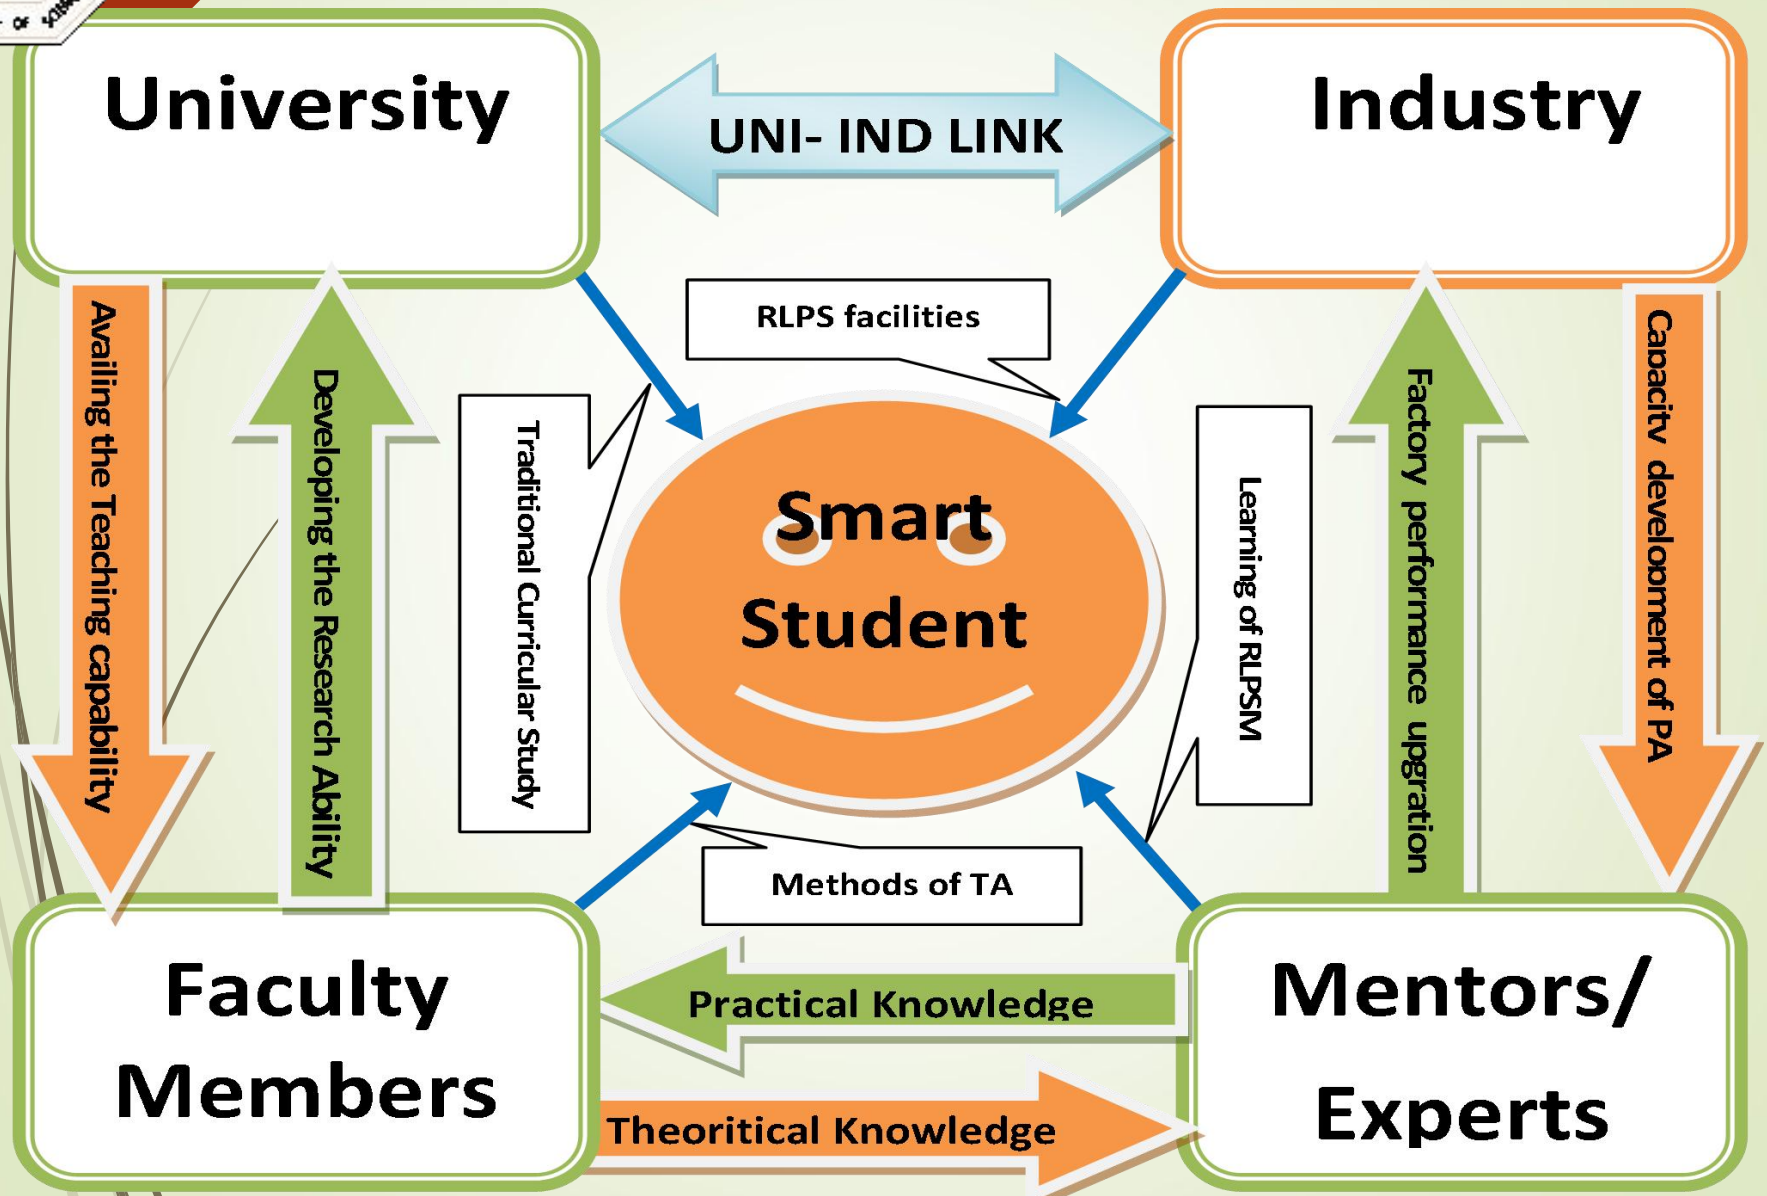 OF
University
Industry
UNI- IND LINK
RLPS facilities
Availing the Teaching capability
Developing the Research Ability
Traditional Curricular Study
Smart
Student
Learning of RLPSM
Factory performance upgration
Capacity development of PA
Methods of TA
Faculty
Members
Practical Knowledge
Theoritical Knowledge
Mentors/
Experts